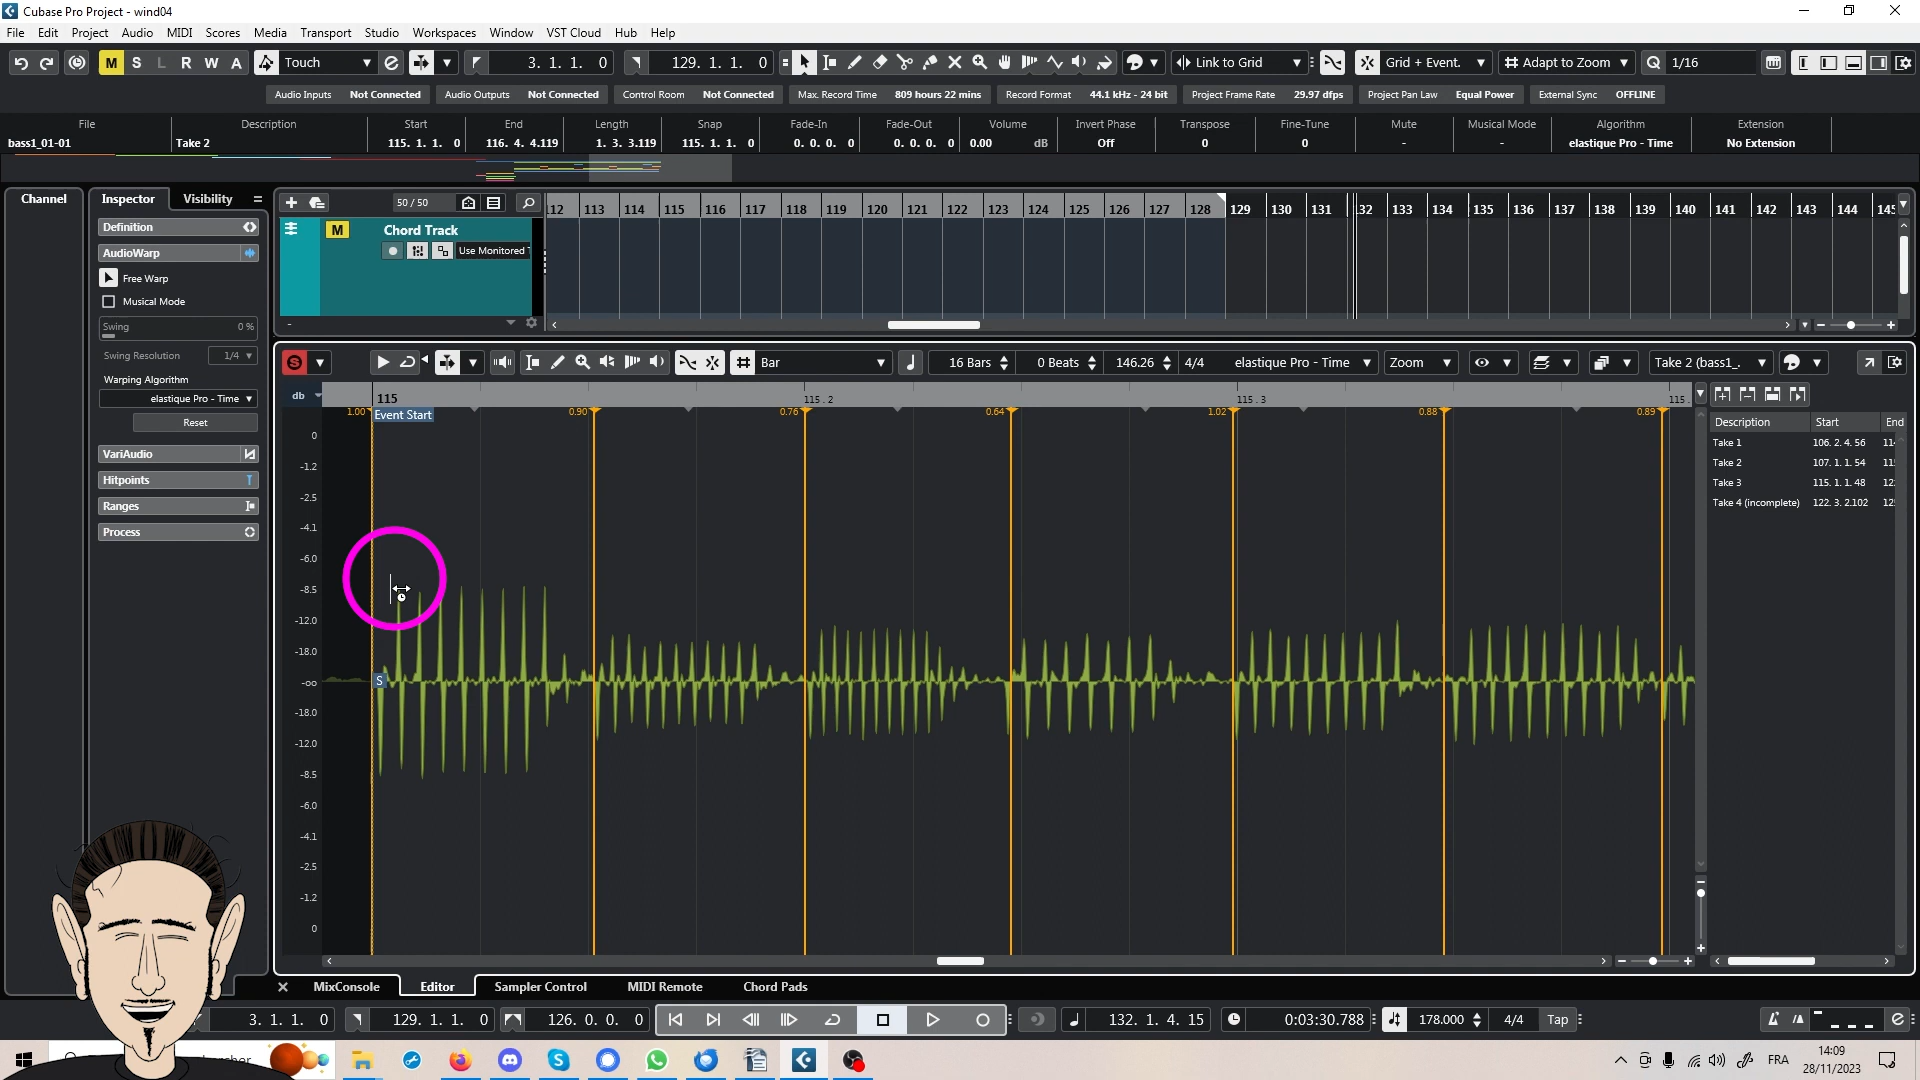 Cubase Pro Project - wind04
File Edit Project Audio MIDI Scores Media Transport Studio Workspaces Window VST Cloud Hub Help
M S L R W A Touch 3. 1. 1. 0 129. 1. 1. 0 Link to Grid Grid + Event. Adapt to Zoom Q 1/16
Audio Inputs Not Connected Audio Outputs Not Connected Control Room Not Connected Max. Record Time 809 hours 22 mins Record Format 44.1 kHz - 24 bit Project Frame Rate 29.97 dfps Project Pan Law Equal Power External Sync OFFLINE
File Description Start End Length Snap Fade-In Fade-Out Volume Invert Phase Transpose Fine-Tune Mute Musical Mode Algorithm Extension
bass1_01-01 Take 2 115. 1. 1. 0 116. 4. 4.119 1. 3. 3.119 115. 1. 1. 0 0. 0. 0. 0 0. 0. 0. 0 0.00 dB Off 0 0 - - elastique Pro - Time No Extension
Channel Inspector Visibility 50 / 50 112 113 114 115 116 117 118 119 120 121 122 123 124 125 126 127 128 129 130 131 132 133 134 135 136 137 138 139 140 141 142 143 144 145
Definition
M Chord Track
AudioWarp
Use Monitored
Free Warp
Musical Mode
Swing 0 %
Swing Resolution 1/4
Warping Algorithm
elastique Pro - Time
Reset
VariAudio
Hitpoints
Ranges
Process
S Bar 16 Bars 0 Beats 146.26 4/4 elastique Pro - Time Zoom Take 2 (bass1_.
db 115 115. 2 115. 3 115.
1.00 Event Start 0.90 0.76 0.64 1.02 0.88 0.89
0
-1.2
-2.5
-4.1
-6.0
-8.5
-12.0
-18.0
-oo
-18.0
-12.0
-8.5
-6.0
-4.1
-2.5
-1.2
0
S
Description Start End
Take 1 106. 2. 4. 56 114
Take 2 107. 1. 1. 54
Take 3 115. 1. 1. 48
Take 4 (incomplete) 122. 3. 2.102
MixConsole Editor Sampler Control MIDI Remote Chord Pads
3. 1. 1. 0 129. 1. 1. 0 126. 0. 0. 0 132. 1. 4. 15 0:03:30.788 178.000 4/4 Tap
FRA 14:09
28/11/2023